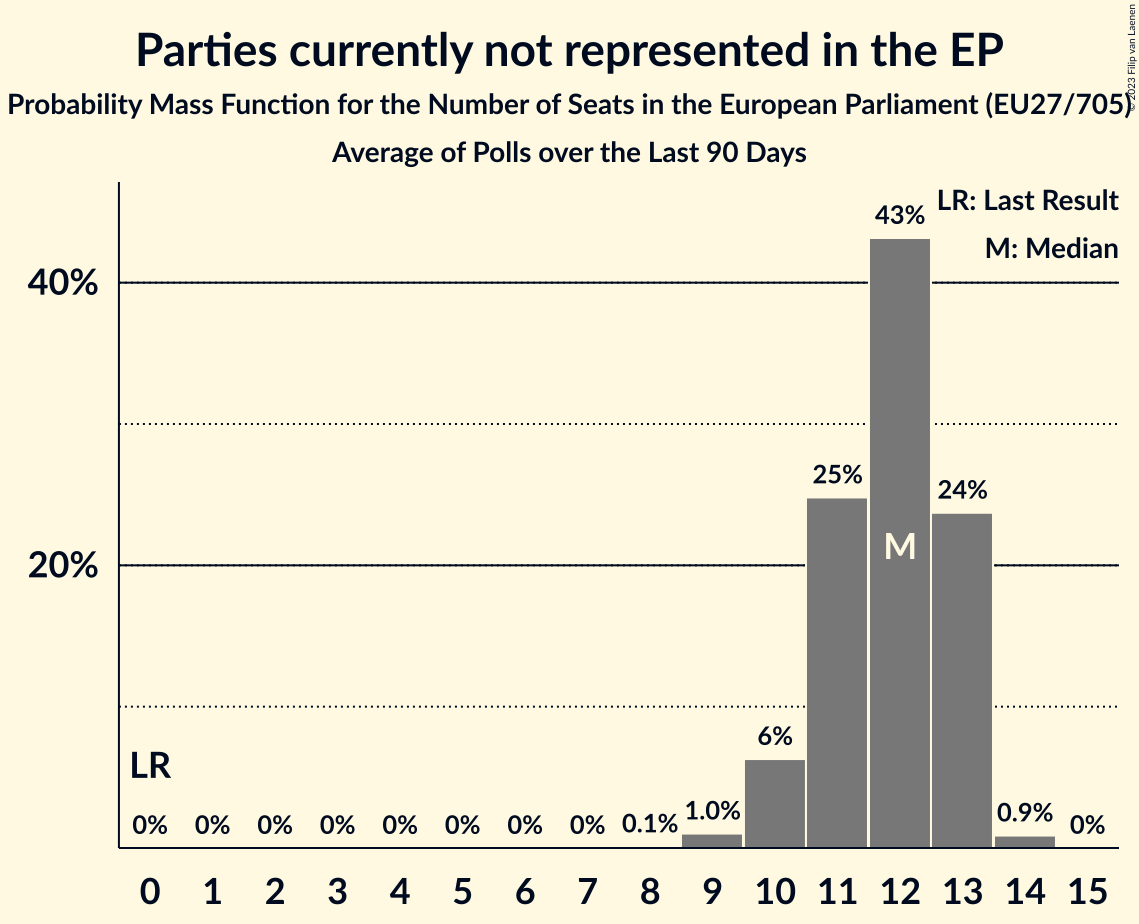 Parties currently not represented in the EP
Probability Mass Function for the Number of Seats in the European Parliament (EU27/705)
Average of Polls over the Last 90 Days
© 2023 Filip van Laenen
LR: Last Result
M: Median
40%
20%
43%
25%
24%
M
6%
LR
0% 0% 0% 0% 0% 0% 0% 0% 0.1% 1.0% 0.9% 0%
0 1 2 3 4 5 6 7 8 9 10 11 12 13 14 15